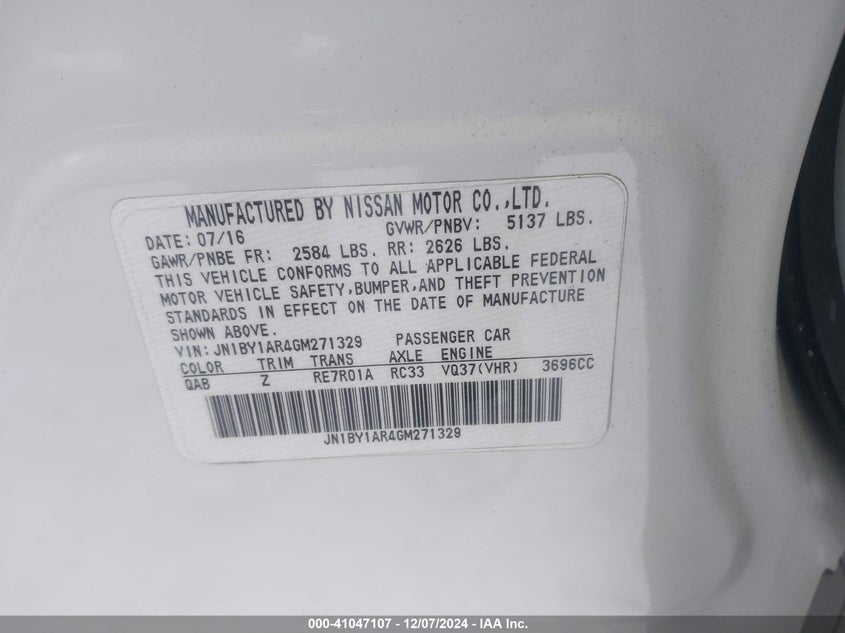 MANUFACTURED BY NISSAN MOTOR CO.,LTD.
DATE: 07/16 GVWR/PNBV: 5137 LBS.
GAWR/PNBE FR: 2584 LBS. RR: 2626 LBS.
THIS VEHICLE CONFORMS TO ALL APPLICABLE FEDERAL
MOTOR VEHICLE SAFETY,BUMPER,AND THEFT PREVENTION
STANDARDS IN EFFECT ON THE DATE OF MANUFACTURE
SHOWN ABOVE.
VIN: JN1BY1AR4GM271329 PASSENGER CAR
COLOR TRIM TRANS AXLE ENGINE
QAB Z RE7R01A RC33 VQ37(VHR) 3696CC
JN1BY1AR4GM271329
000-41047107 - 12/07/2024 - IAA Inc.